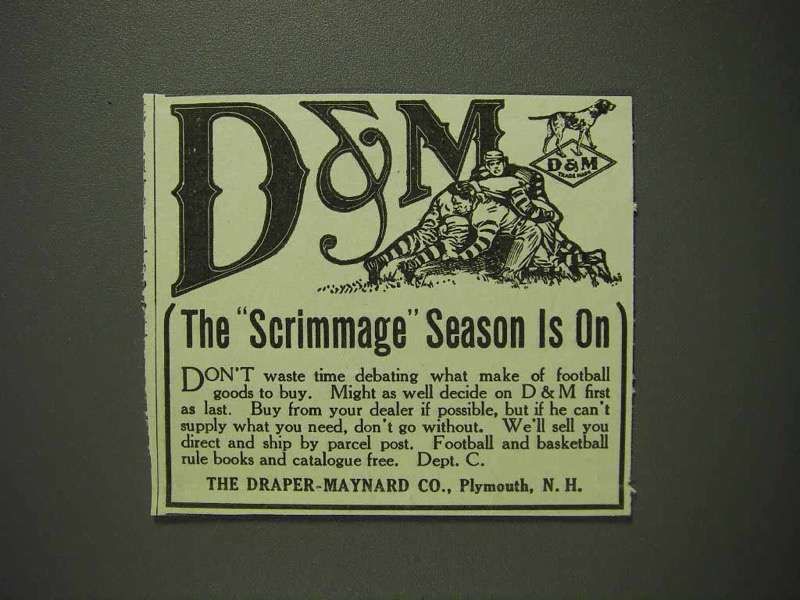 D&M
D&M
TRADE MARK
The "Scrimmage" Season Is On
DON'T waste time debating what make of football
goods to buy. Might as well decide on D & M first
as last. Buy from your dealer if possible, but if he can't
supply what you need, don't go without. We'll sell you
direct and ship by parcel post. Football and basketball
rule books and catalogue free. Dept. C.
THE DRAPER-MAYNARD CO., Plymouth, N. H.